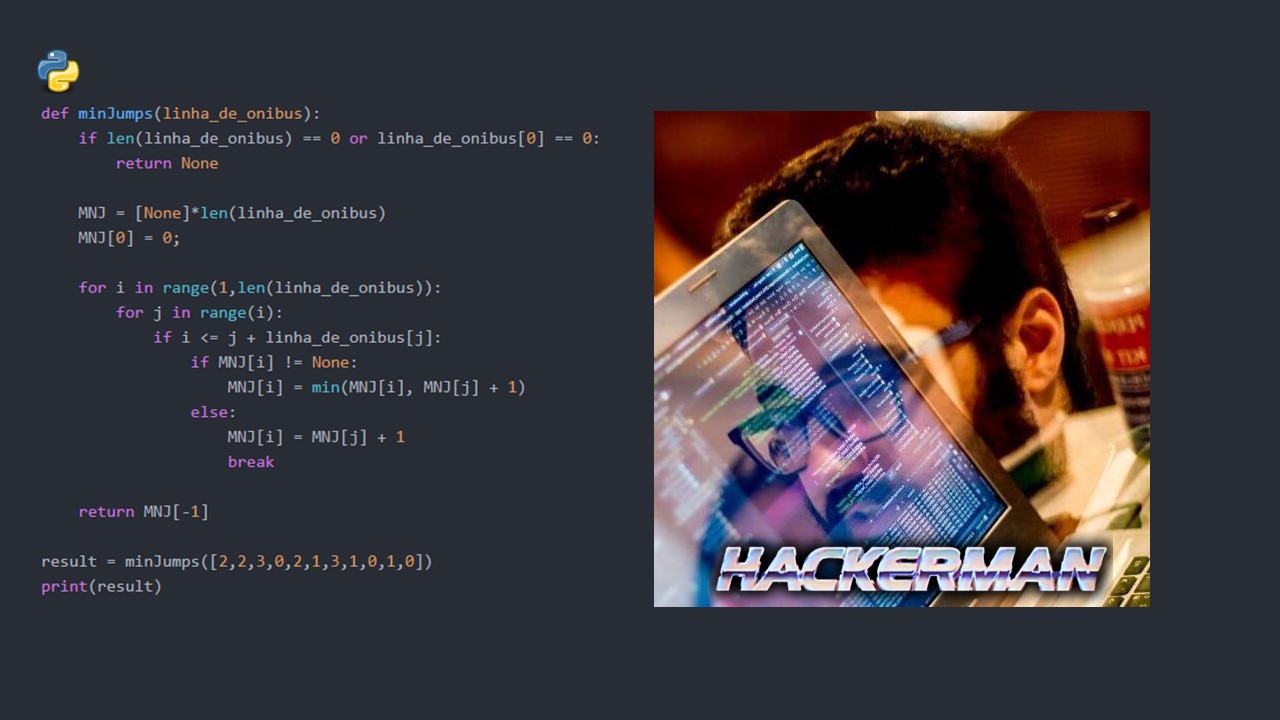 def minJumps(linha_de_onibus):
    if len(linha_de_onibus) == 0 or linha_de_onibus[0] == 0:
        return None
    MNJ = [None]*len(linha_de_onibus)
    MNJ[0] = 0;
    for i in range(1,len(linha_de_onibus)):
        for j in range(i):
            if i <= j + linha_de_onibus[j]:
                if MNJ[i] != None:
                    MNJ[i] = min(MNJ[i], MNJ[j] + 1)
                else:
                    MNJ[i] = MNJ[j] + 1
                    break
    return MNJ[-1]
result = minJumps([2,2,3,0,2,1,3,1,0,1,0])
print(result)
HACKERMAN